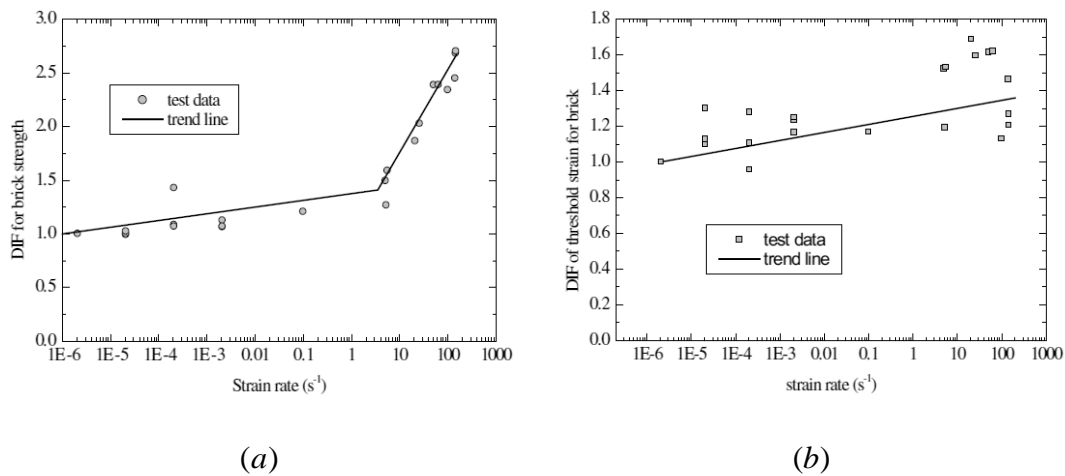 3.0
2.5
2.0
1.5
1.0
0.5
0.0
DIF for brick strength
test data
trend line
1E-6 1E-5 1E-4 1E-3 0.01 0.1 1 10 100 1000
Strain rate (s⁻¹)
(a)
1.8
1.6
1.4
1.2
1.0
0.8
0.6
0.4
0.2
0.0
DIF of threshold strain for brick
test data
trend line
1E-6 1E-5 1E-4 1E-3 0.01 0.1 1 10 100 1000
strain rate (s⁻¹)
(b)